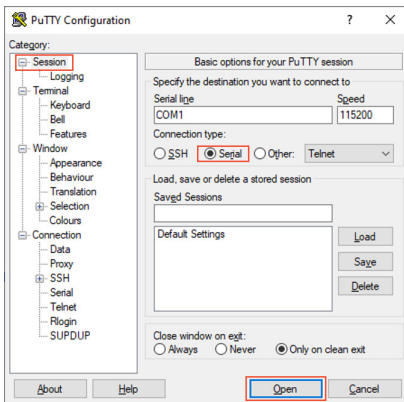 PuTTY Configuration
?
×
Category:
Session
Logging
Terminal
Keyboard
Bell
Features
Window
Appearance
Behaviour
Translation
Selection
Colours
Connection
Data
Proxy
SSH
Serial
Telnet
Rlogin
SUPDUP
Basic options for your PuTTY session
Specify the destination you want to connect to
Serial line Speed
COM1 115200
Connection type:
SSH Serial Other: Telnet
Load, save or delete a stored session
Saved Sessions
Default Settings
Load
Save
Delete
Close window on exit:
Always Never Only on clean exit
About Help Open Cancel